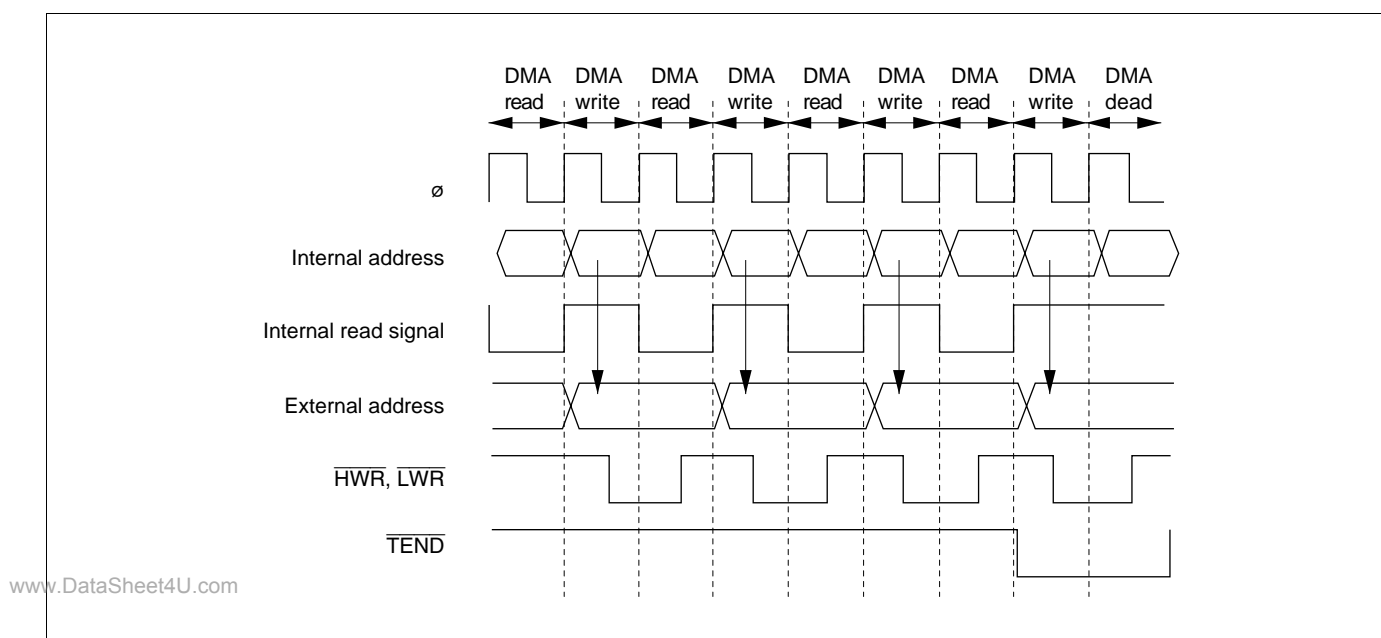 DMA DMA DMA DMA DMA DMA DMA DMA DMA
read write read write read write read write dead
ø
Internal address
Internal read signal
External address
HWR, LWR
TEND
www.DataSheet4U.com